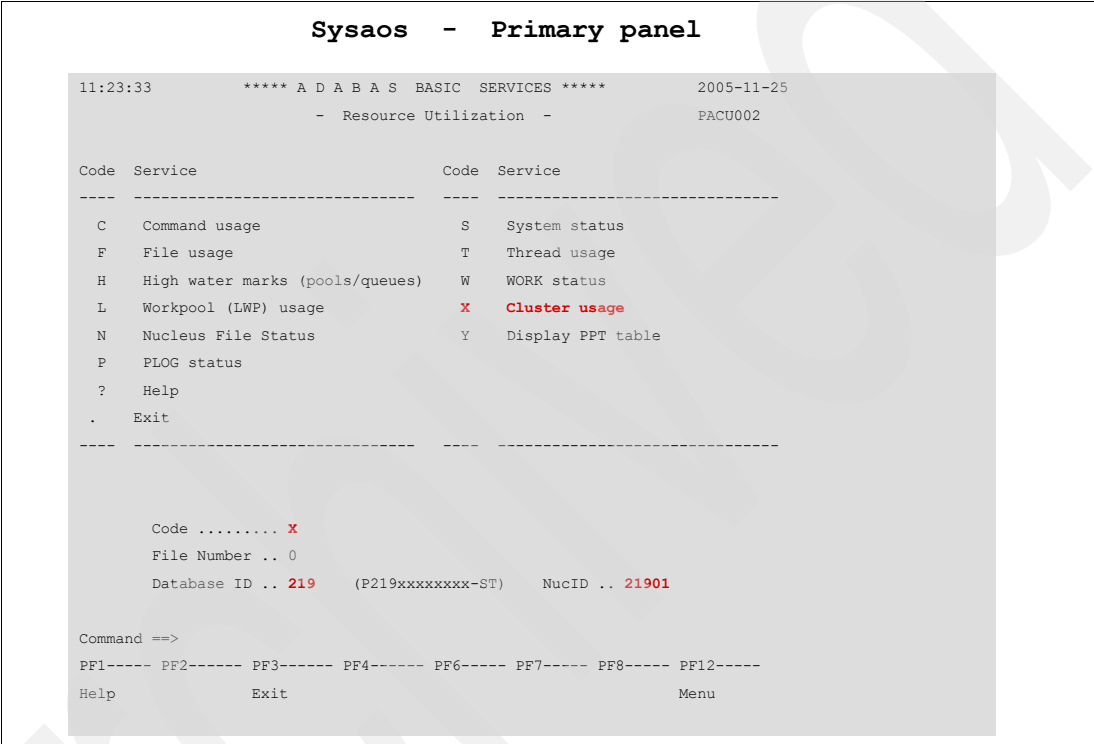 Sysaos - Primary panel
11:23:33 ***** A D A B A S BASIC SERVICES ***** 2005-11-25
- Resource Utilization - PACU002
Code Service Code Service
---- ------------------------------- ---- -------------------------------
C Command usage S System status
F File usage T Thread usage
H High water marks (pools/queues) W WORK status
L Workpool (LWP) usage X Cluster usage
N Nucleus File Status Y Display PPT table
P PLOG status
? Help
. Exit
---- ------------------------------- ---- -------------------------------
Code ......... X
File Number .. 0
Database ID .. 219 (P219xxxxxxxx-ST) NucID .. 21901
Command ==>
PF1----- PF2------ PF3------ PF4------ PF6----- PF7----- PF8----- PF12-----
Help Exit Menu